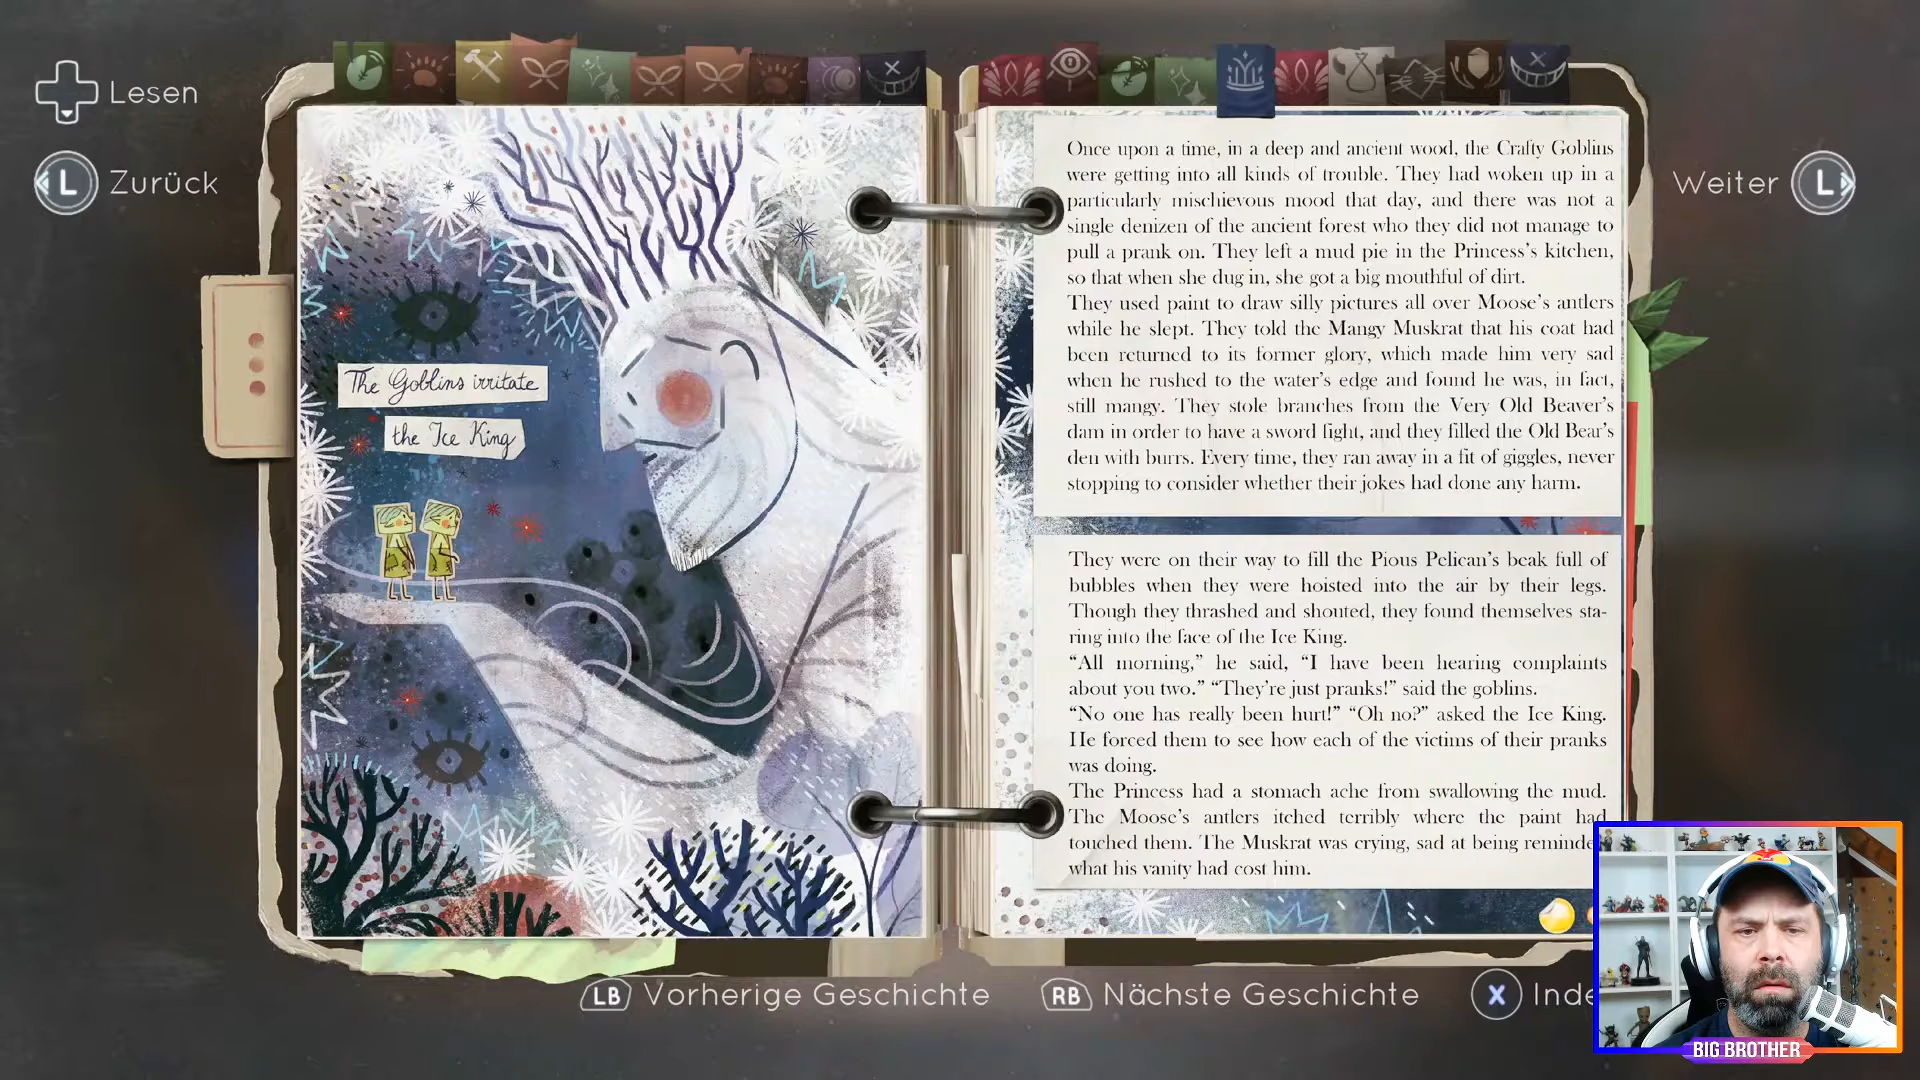 Lesen
L Zurück
Weiter L
The Goblins irritate
the Ice King
Once upon a time, in a deep and ancient wood, the Crafty Goblins
were getting into all kinds of trouble. They had woken up in a
particularly mischievous mood that day, and there was not a
single denizen of the ancient forest who they did not manage to
pull a prank on. They left a mud pie in the Princess's kitchen,
so that when she dug in, she got a big mouthful of dirt.
They used paint to draw silly pictures all over Moose's antlers
while he slept. They told the Mangy Muskrat that his coat had
been returned to its former glory, which made him very sad
when he rushed to the water's edge and found he was, in fact,
still mangy. They stole branches from the Very Old Beaver's
dam in order to have a sword fight, and they filled the Old Bear's
den with burrs. Every time, they ran away in a fit of giggles, never
stopping to consider whether their jokes had done any harm.
They were on their way to fill the Pious Pelican's beak full of
bubbles when they were hoisted into the air by their legs.
Though they thrashed and shouted, they found themselves sta-
ring into the face of the Ice King.
“All morning,” he said, “I have been hearing complaints
about you two.” “They're just pranks!” said the goblins.
“No one has really been hurt!” “Oh no?” asked the Ice King.
He forced them to see how each of the victims of their pranks
was doing.
The Princess had a stomach ache from swallowing the mud.
The Moose's antlers itched terribly where the paint had
touched them. The Muskrat was crying, sad at being reminde
what his vanity had cost him.
LB Vorherige Geschichte
RB Nächste Geschichte
X Inde
BIG BROTHER